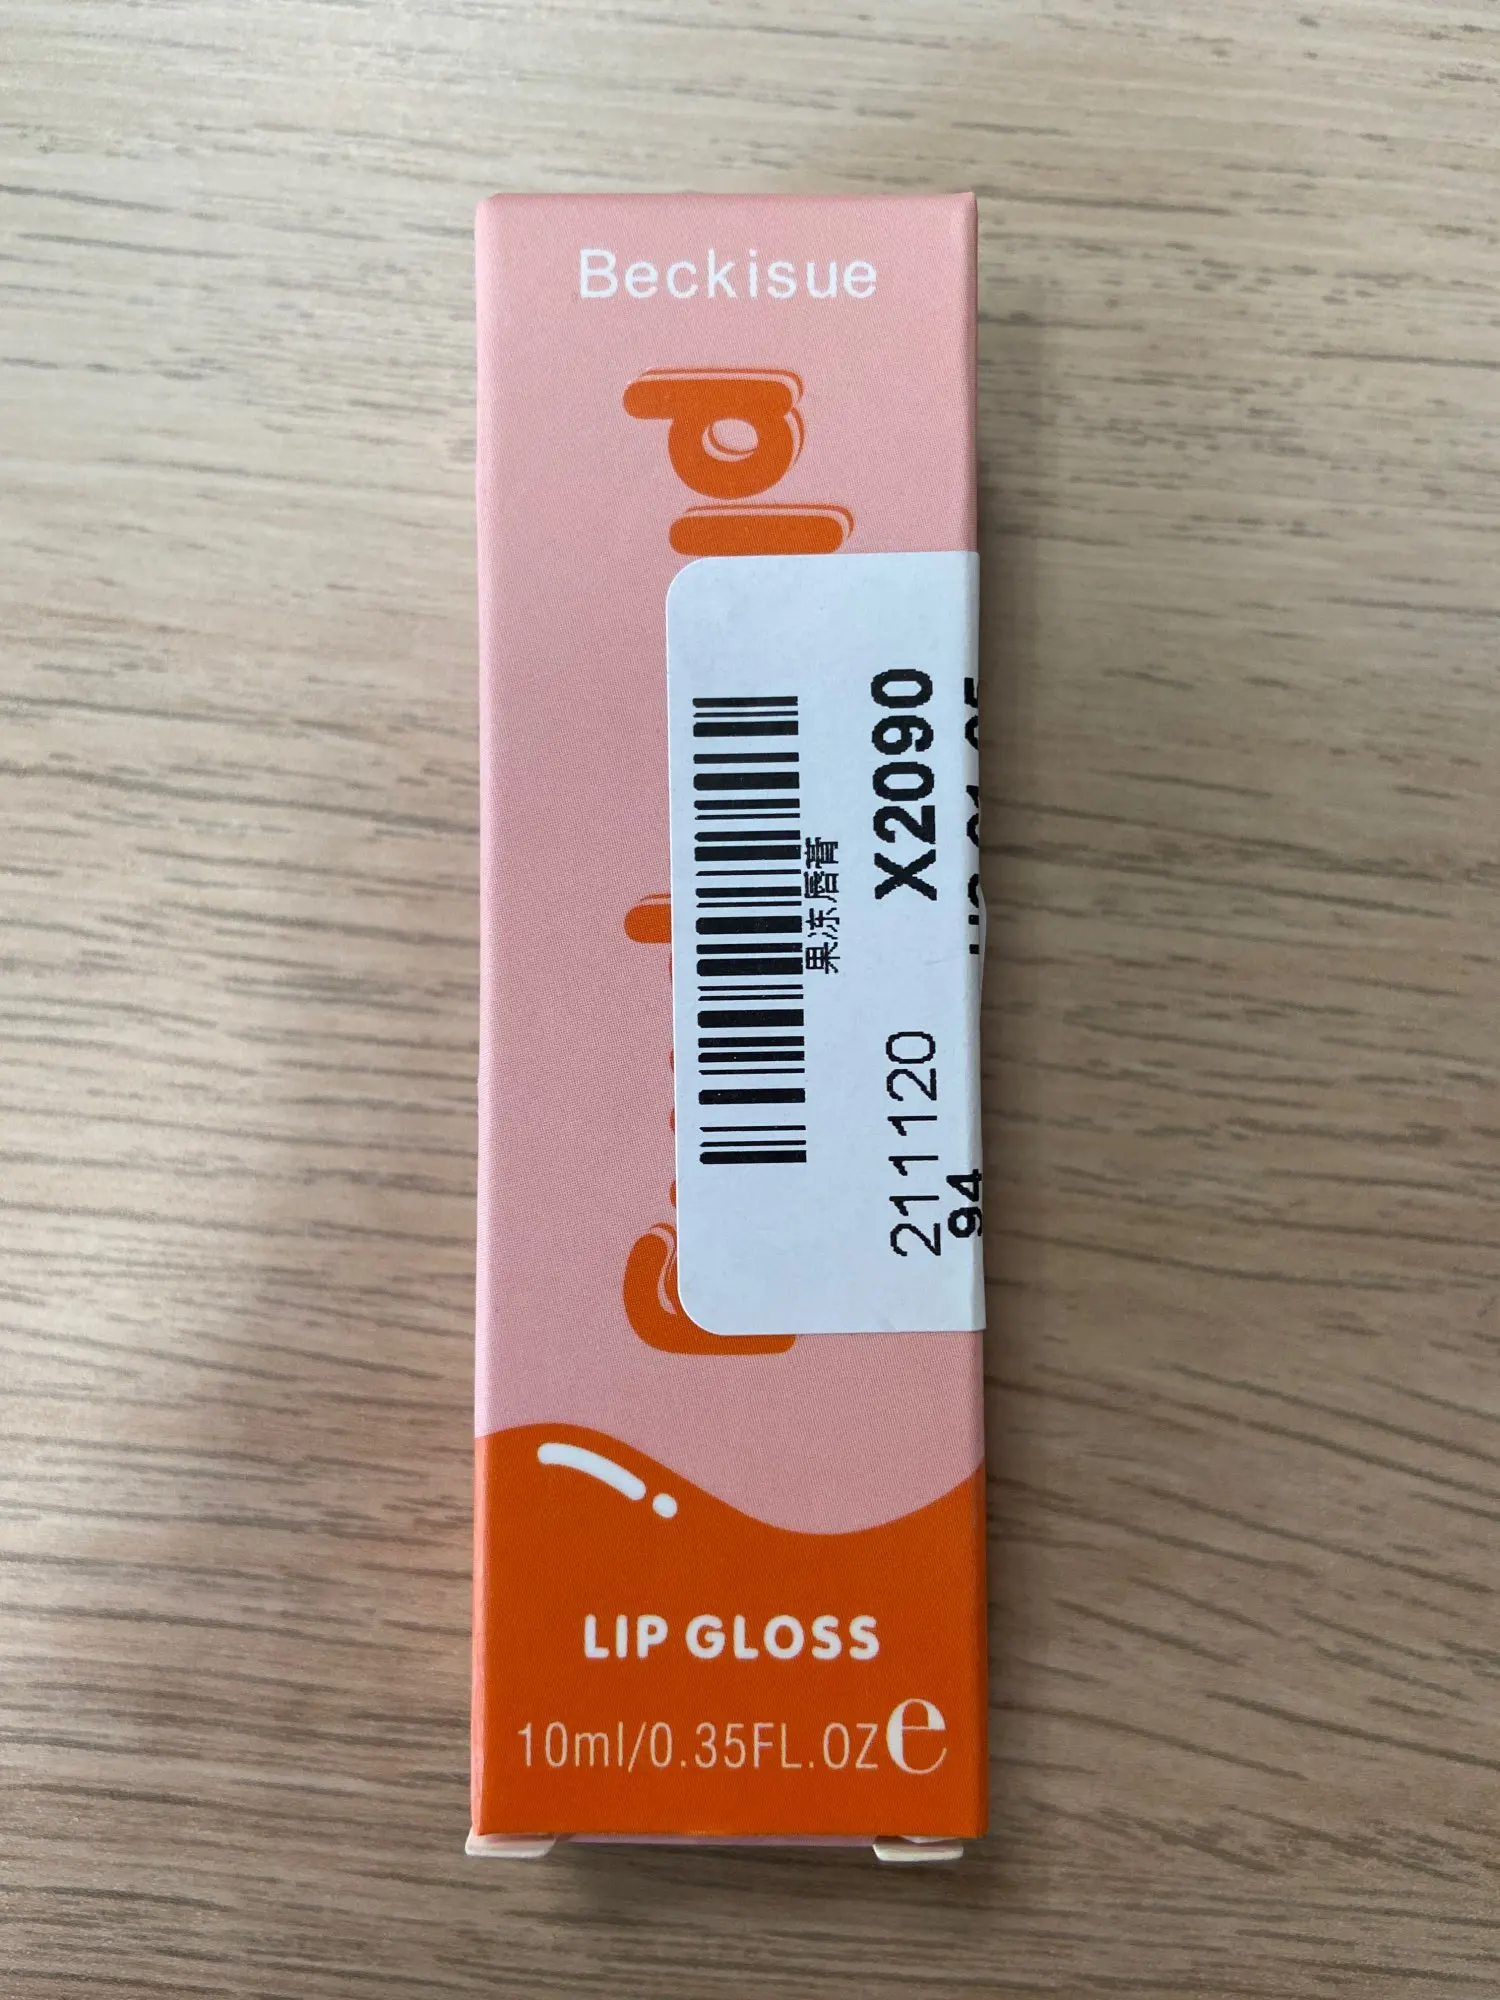 Beckisue
果冻唇膏
X2090
211120
94
LIP GLOSS
10ml/0.35FL.OZ e